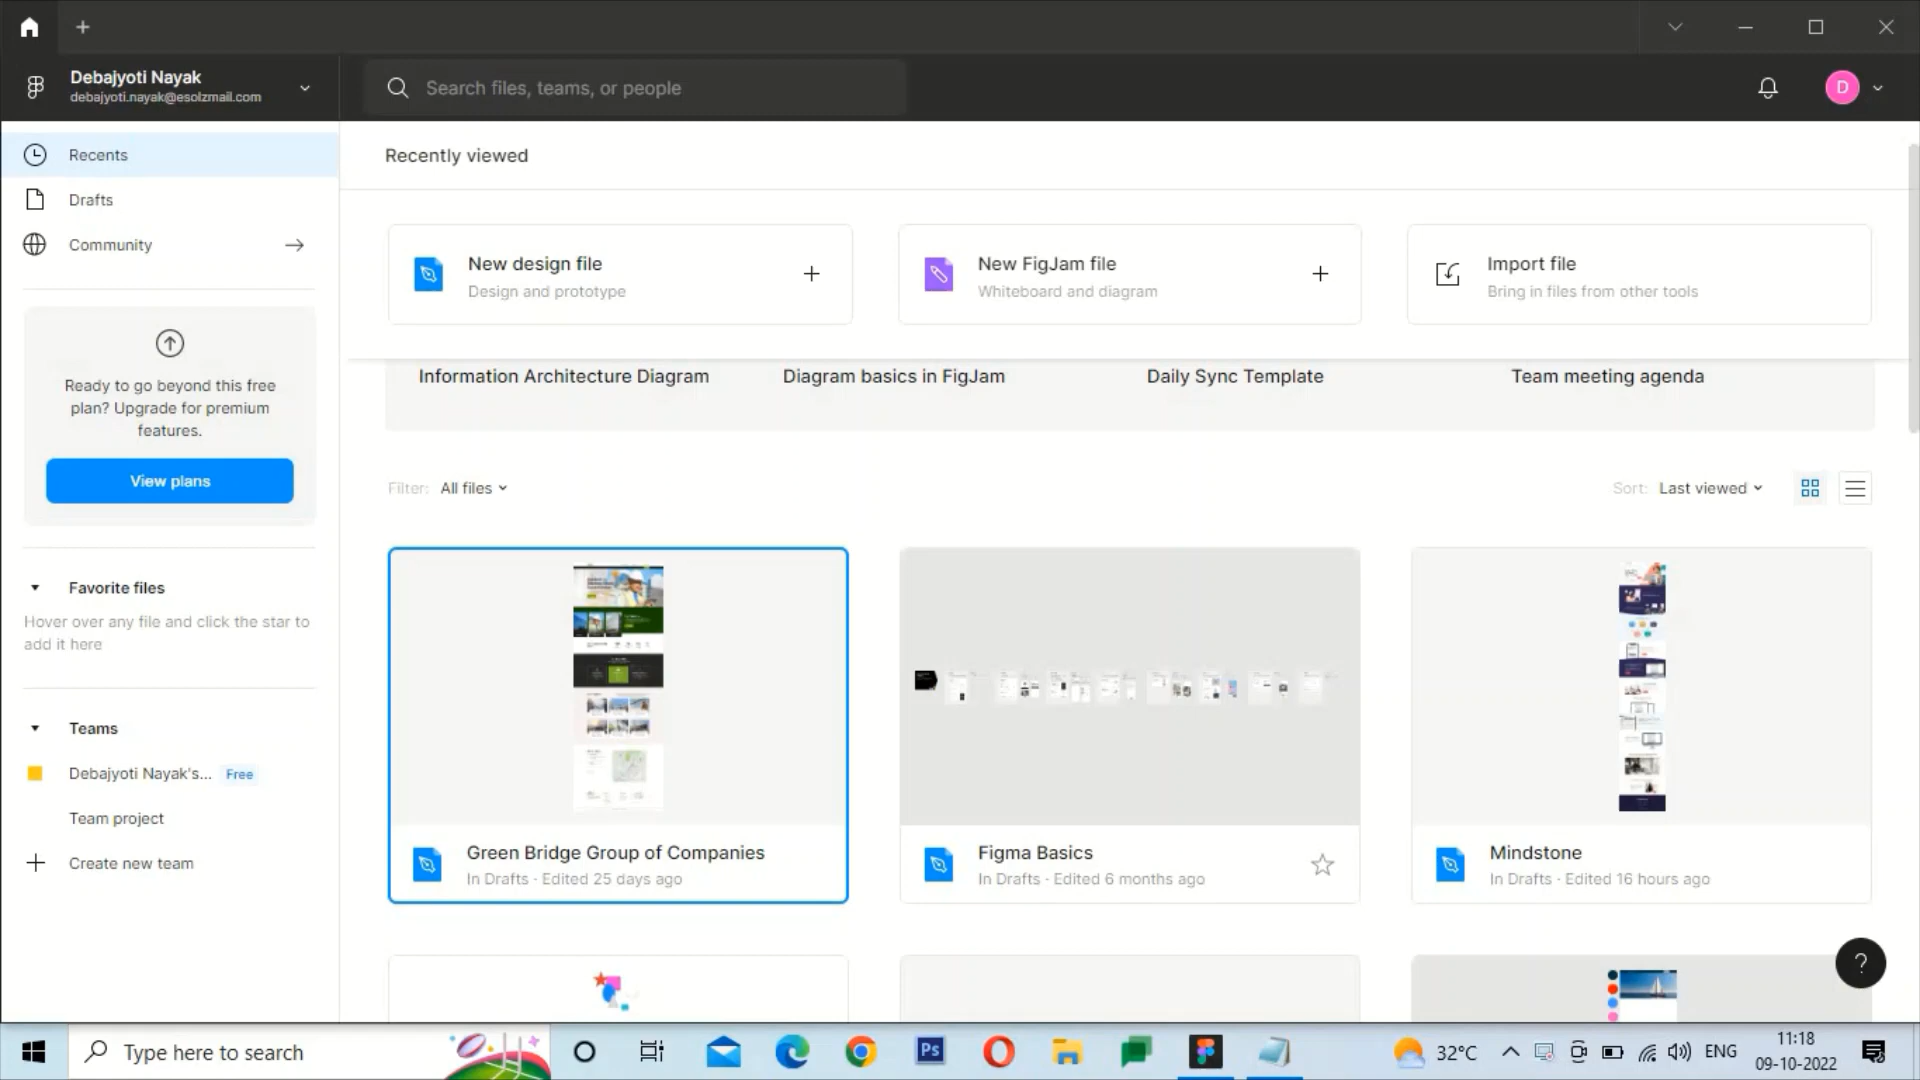 Debajyoti Nayak
debajyoti.nayak@esolzmail.com
Search files, teams, or people
D
Recents
Drafts
Community
Ready to go beyond this free
plan? Upgrade for premium
features.
View plans
Favorite files
Hover over any file and click the star to
add it here
Teams
Debajyoti Nayak's... Free
Team project
Create new team
Recently viewed
New design file
Design and prototype
New FigJam file
Whiteboard and diagram
Import file
Bring in files from other tools
Information Architecture Diagram
Diagram basics in FigJam
Daily Sync Template
Team meeting agenda
Filter: All files
Sort: Last viewed
Green Bridge Group of Companies
In Drafts · Edited 25 days ago
Figma Basics
In Drafts · Edited 6 months ago
Mindstone
In Drafts · Edited 16 hours ago
?
Type here to search
Ps
32°C
ENG
11:18
09-10-2022